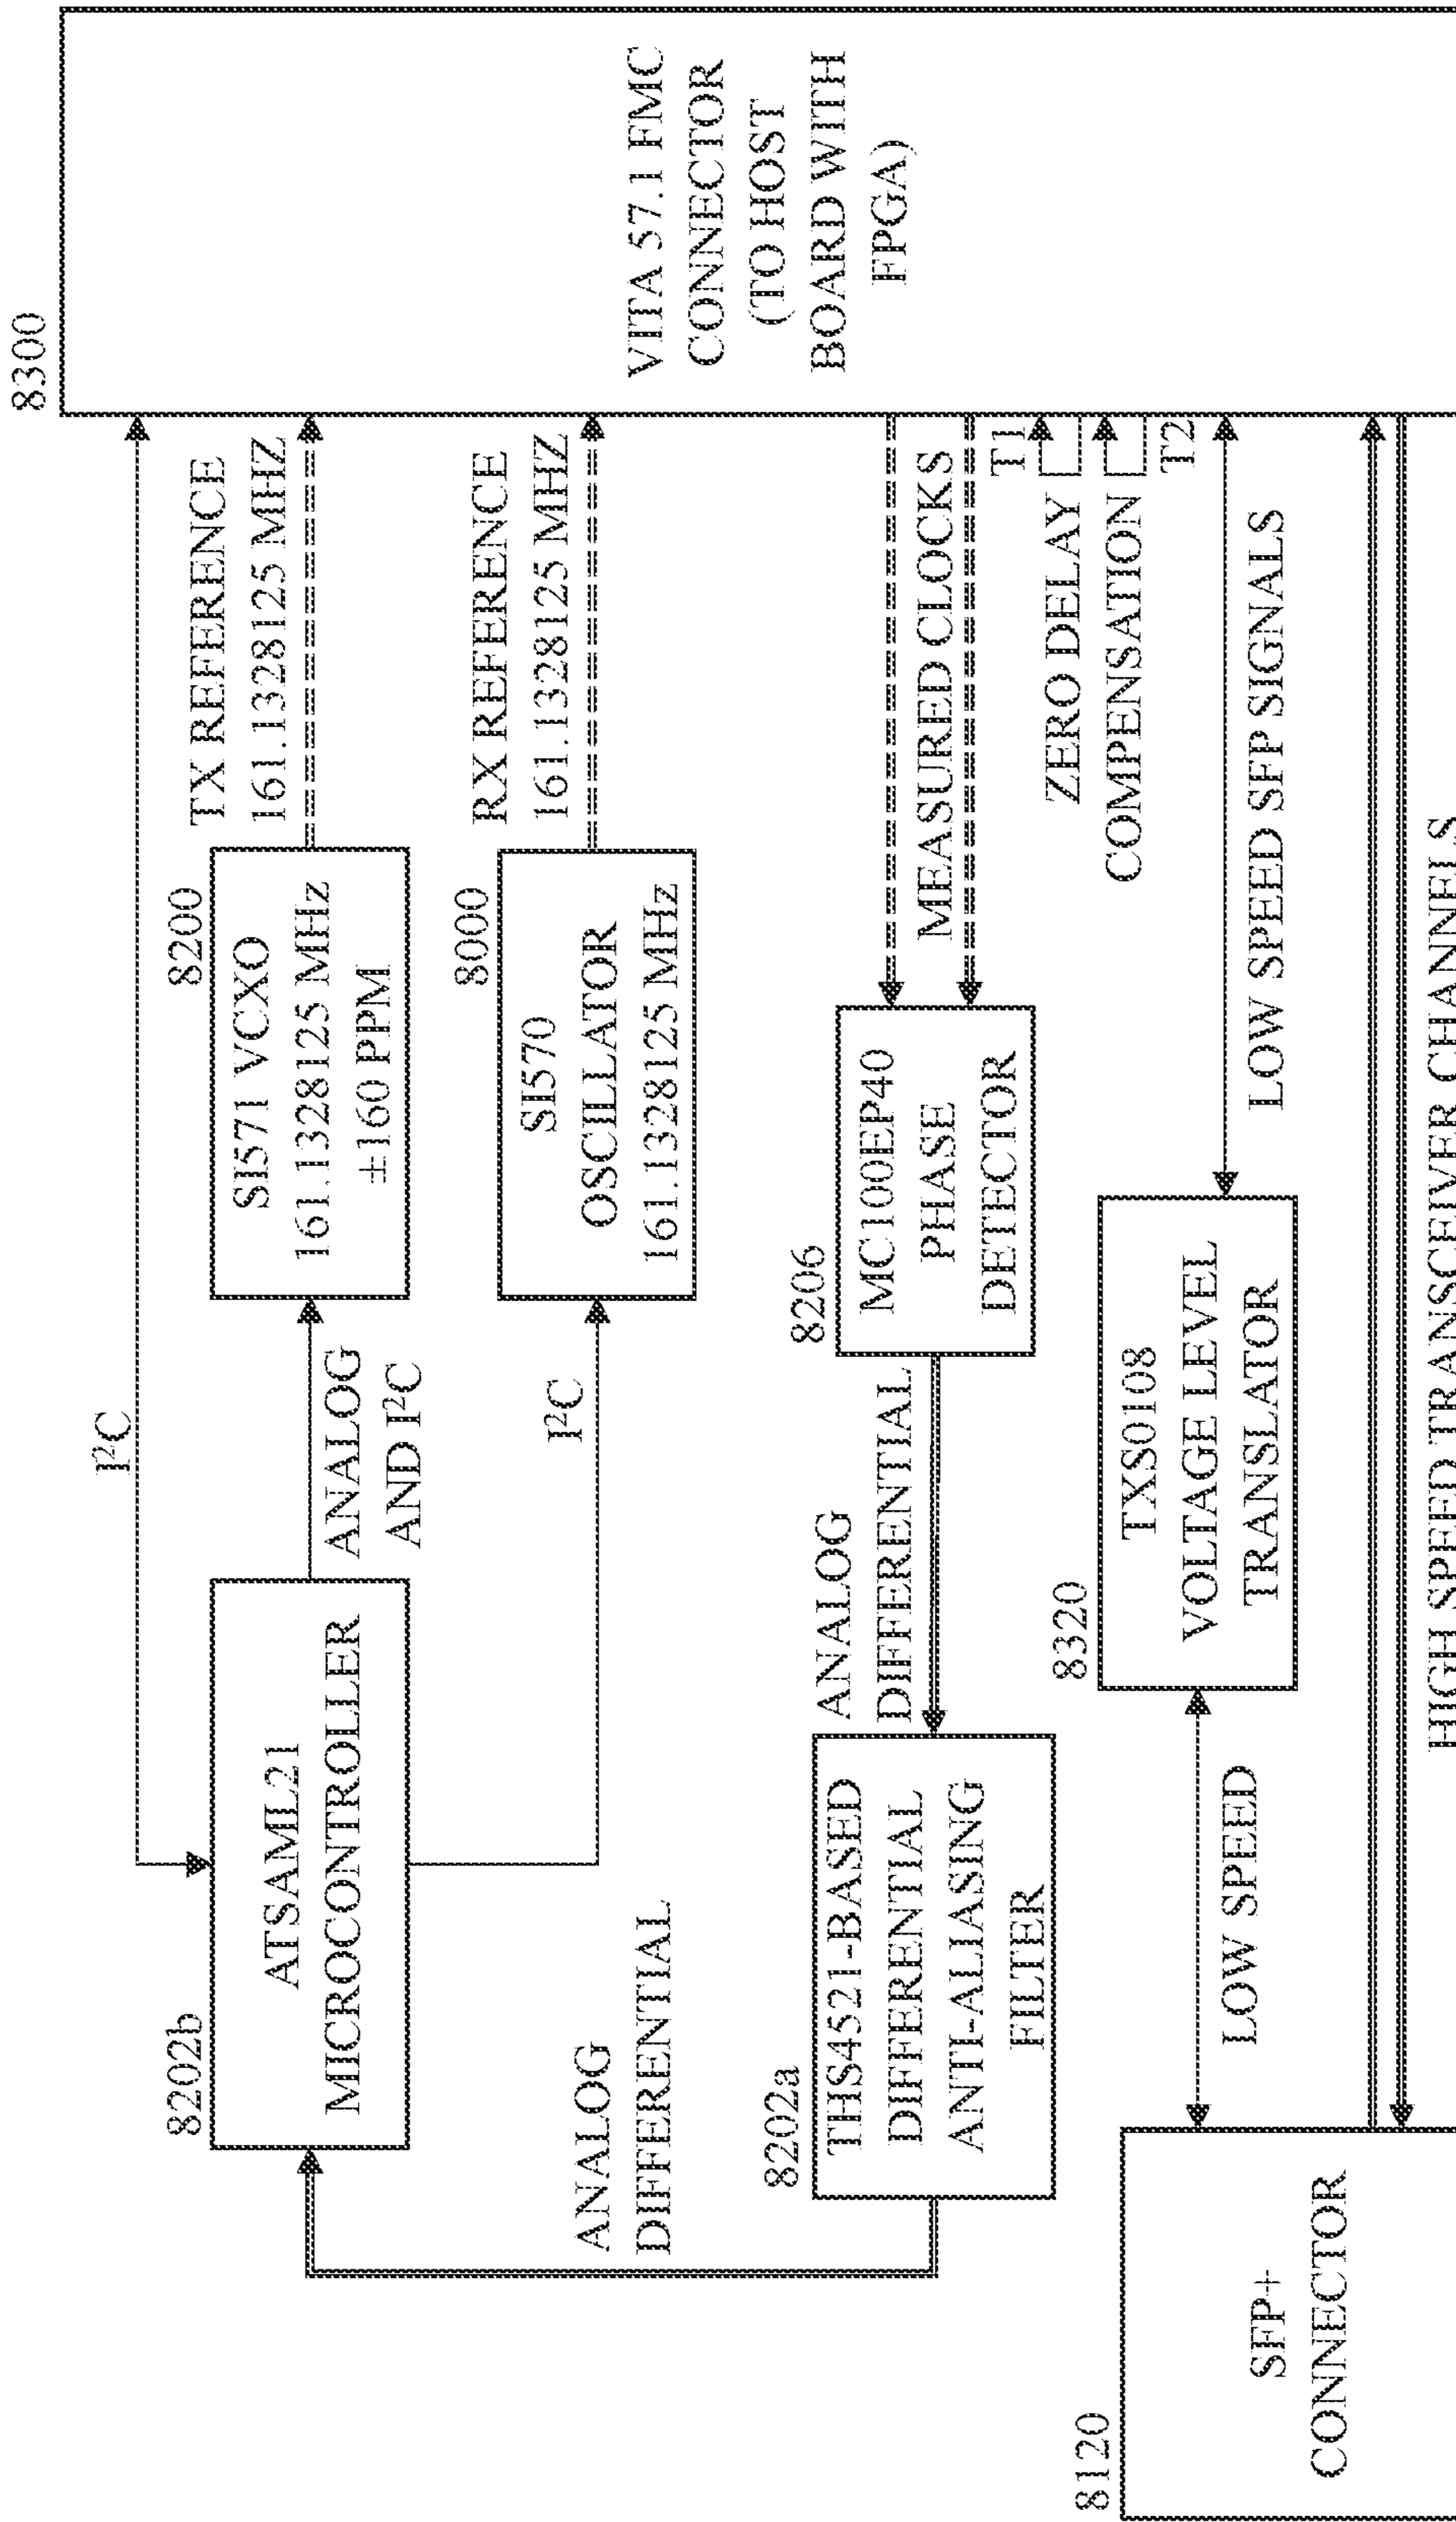 8300
VITA 57.1 FMC
CONNECTOR
(TO HOST
BOARD WITH
FPGA)
I²C
TX REFERENCE
161.1328125 MHZ
8200
SI571 VCXO
161.1328125 MHz
±160 PPM
ANALOG
AND I²C
8202b
ATSAML21
MICROCONTROLLER
RX REFERENCE
161.1328125 MHZ
8000
SI570
OSCILLATOR
161.1328125 MHz
I²C
ANALOG
DIFFERENTIAL
MEASURED CLOCKS
8206
MC100EP40
PHASE
DETECTOR
ANALOG
DIFFERENTIAL
8202a
THS4521-BASED
DIFFERENTIAL
ANTI-ALIASING
FILTER
T1
ZERO DELAY
COMPENSATION
T2
LOW SPEED SFP SIGNALS
8320
TXS0108
VOLTAGE LEVEL
TRANSLATOR
LOW SPEED
8120
SFP+
CONNECTOR
HIGH SPEED TRANSCEIVER CHANNELS